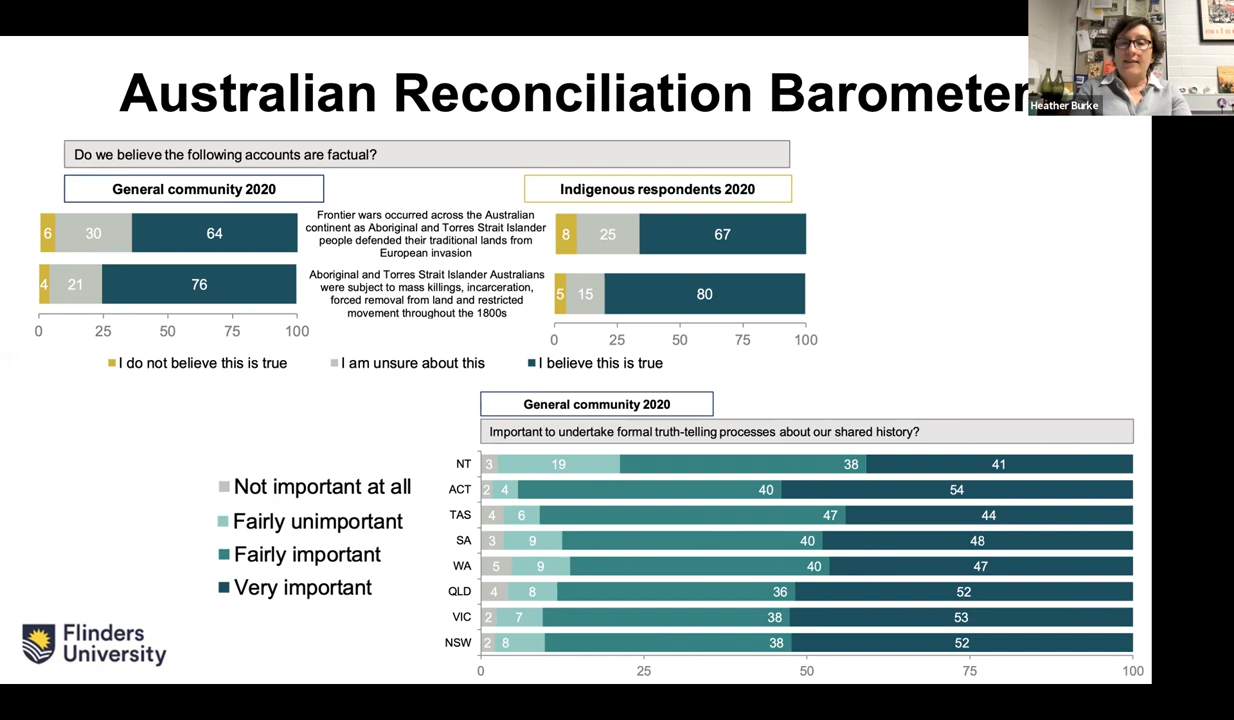 Australian Reconciliation Barometer
Heather Burke
Do we believe the following accounts are factual?
General community 2020
Indigenous respondents 2020
6 30 64
Frontier wars occurred across the Australian
continent as Aboriginal and Torres Strait Islander
people defended their traditional lands from
European invasion
8 25 67
4 21 76
Aboriginal and Torres Strait Islander Australians
were subject to mass killings, incarceration,
forced removal from land and restricted
movement throughout the 1800s
5 15 80
0 25 50 75 100
0 25 50 75 100
I do not believe this is true
I am unsure about this
I believe this is true
General community 2020
Important to undertake formal truth-telling processes about our shared history?
Not important at all
Fairly unimportant
Fairly important
Very important
NT 3 19 38 41
ACT 2 4 40 54
TAS 4 6 47 44
SA 3 9 40 48
WA 5 9 40 47
QLD 4 8 36 52
VIC 2 7 38 53
NSW 2 8 38 52
0 25 50 75 100
Flinders
University